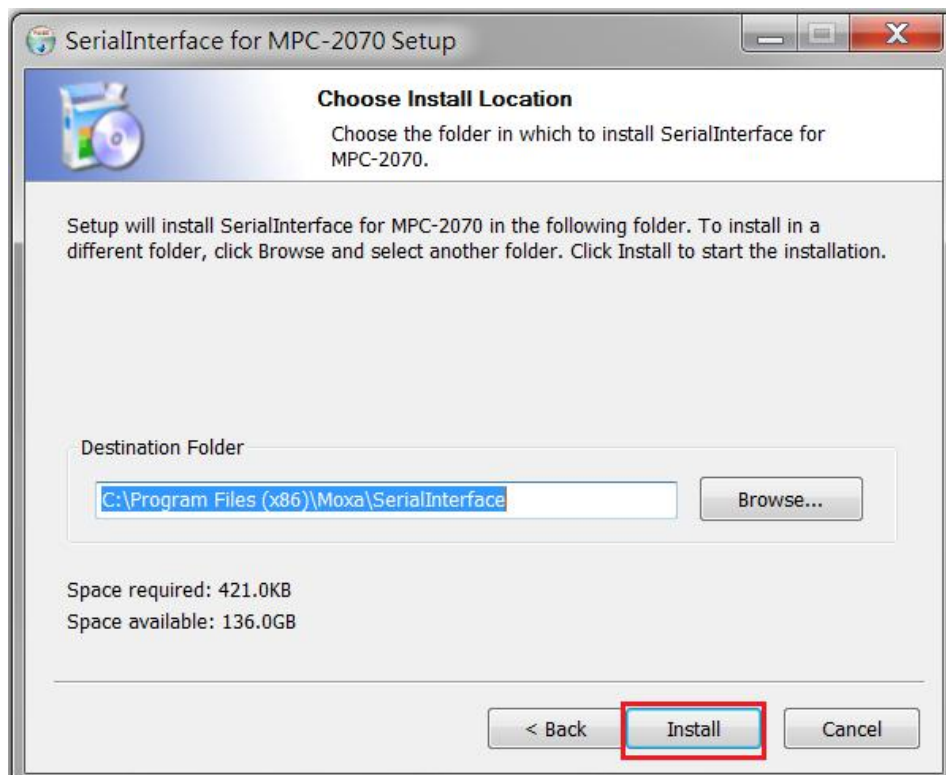 SerialInterface for MPC-2070 Setup
Choose Install Location
Choose the folder in which to install SerialInterface for
MPC-2070.
Setup will install SerialInterface for MPC-2070 in the following folder. To install in a
different folder, click Browse and select another folder. Click Install to start the installation.
Destination Folder
C:\Program Files (x86)\Moxa\SerialInterface
Browse...
Space required: 421.0KB
Space available: 136.0GB
< Back
Install
Cancel